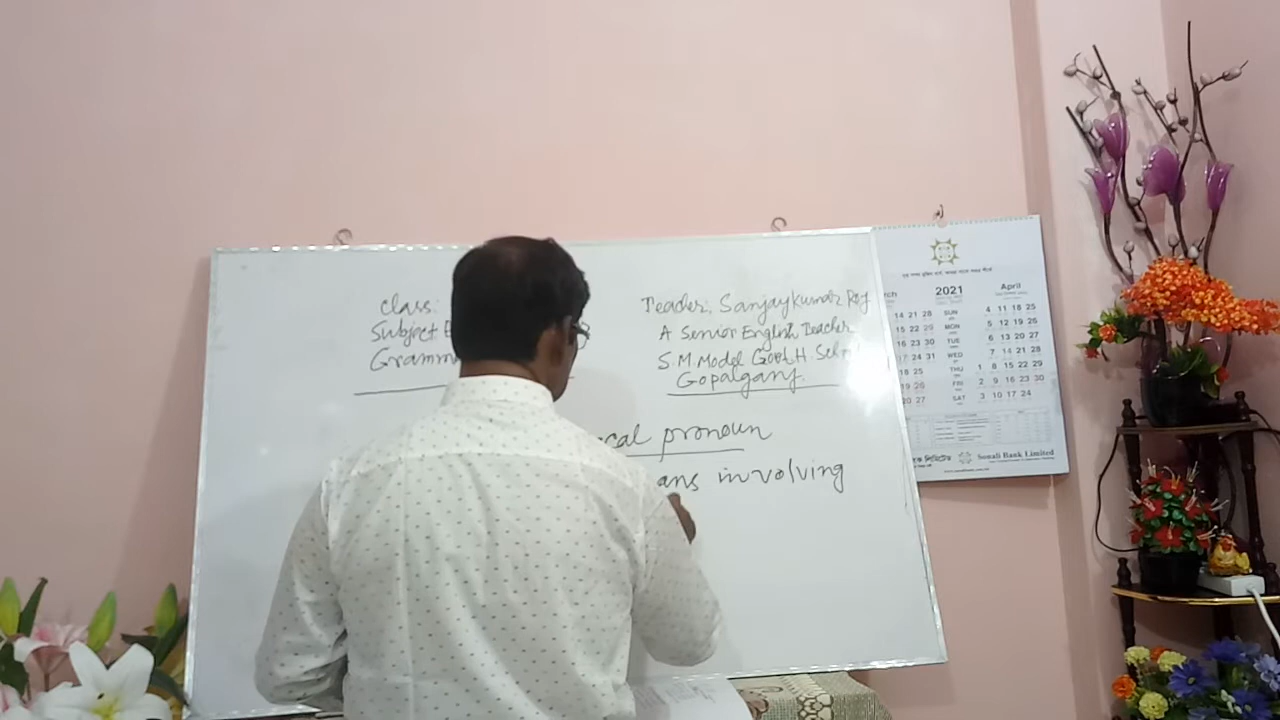 Class:
Subject E
Gramm
Teacher: Sanjaykumar Roy
A Senior English Teacher
S.M. Model Govt. H. Sch
Gopalganj.
cal pronoun
ans involving
rch 2021 April
14 21 28 SUN 4 11 18 25
15 22 29 MON 5 12 19 26
16 23 30 TUE 6 13 20 27
17 24 31 WED 7 14 21 28
18 25 THU 1 8 15 22 29
19 26 FRI 2 9 16 23 30
20 27 SAT 3 10 17 24
Sonali Bank Limited